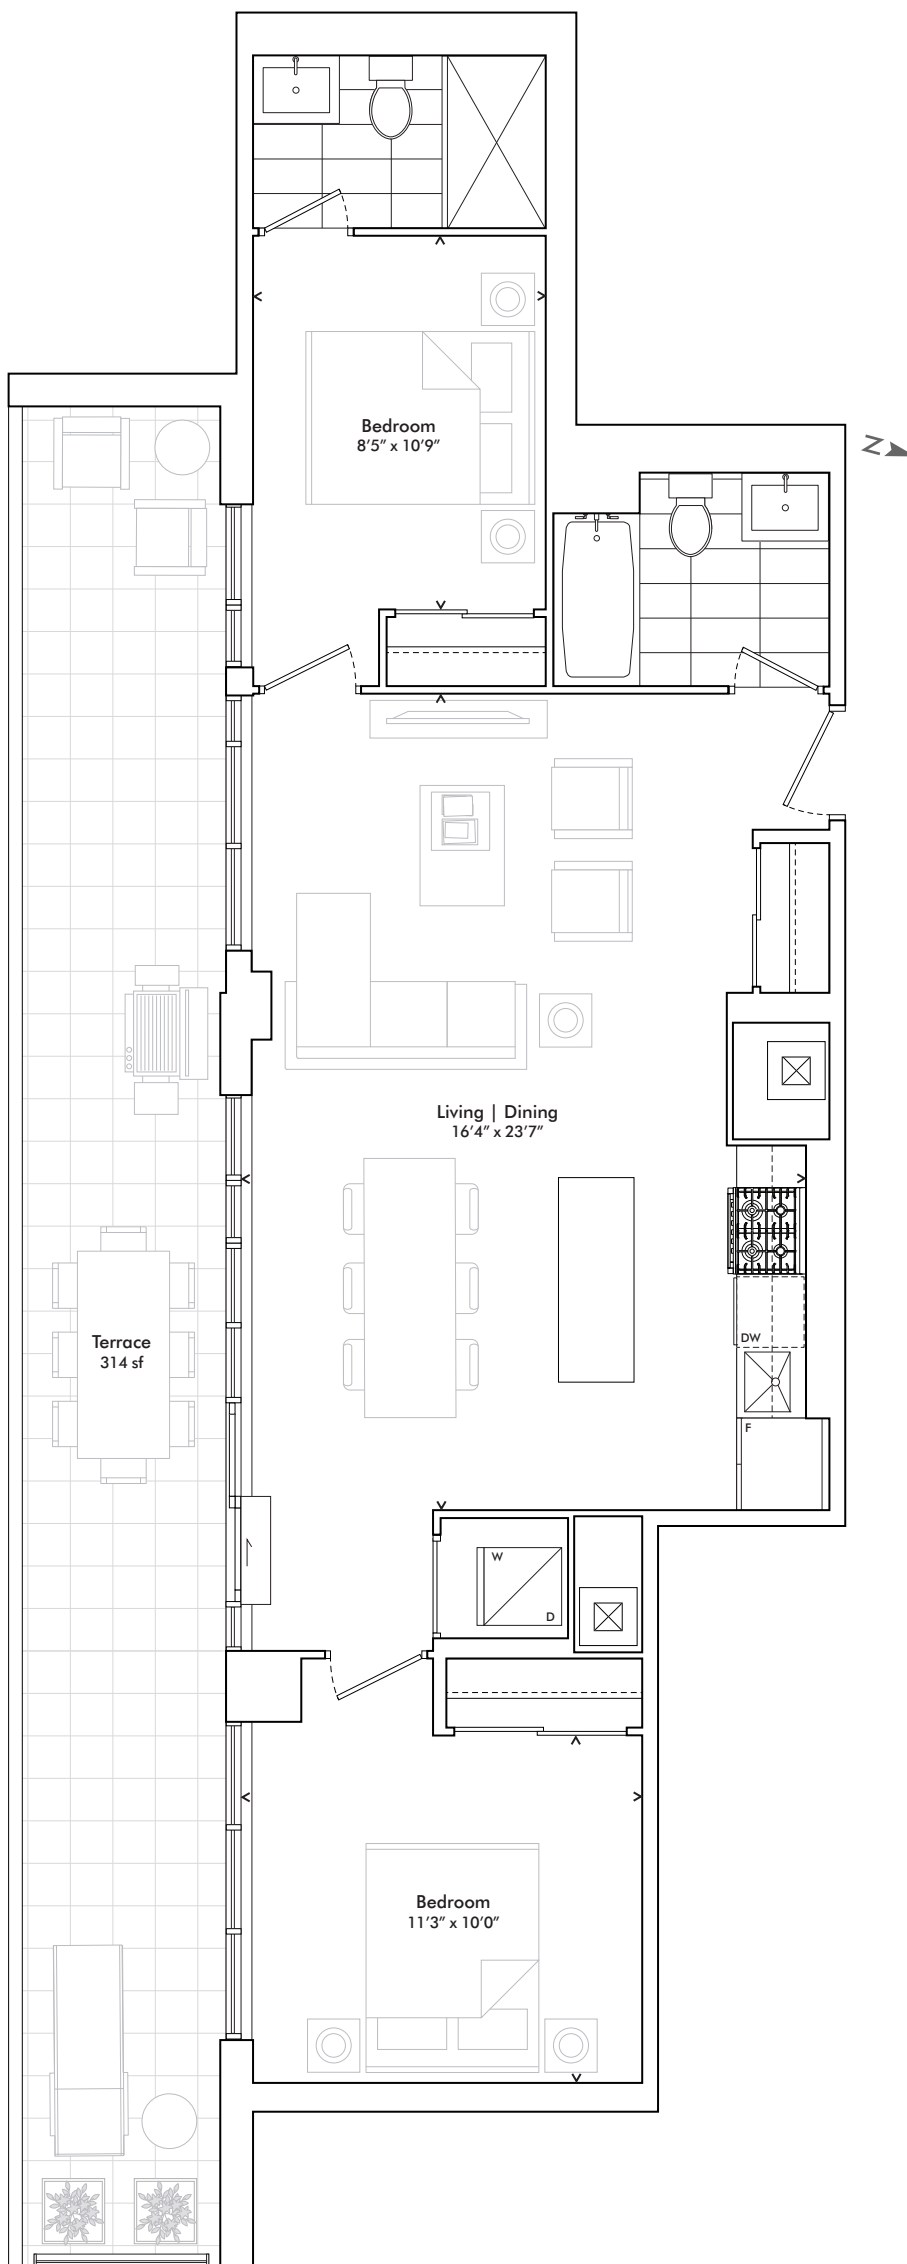 Bedroom
8’5” x 10’9”
N
Living | Dining
16’4” x 23’7”
Terrace
314 sf
DW
F
W
D
Bedroom
11’3” x 10’0”